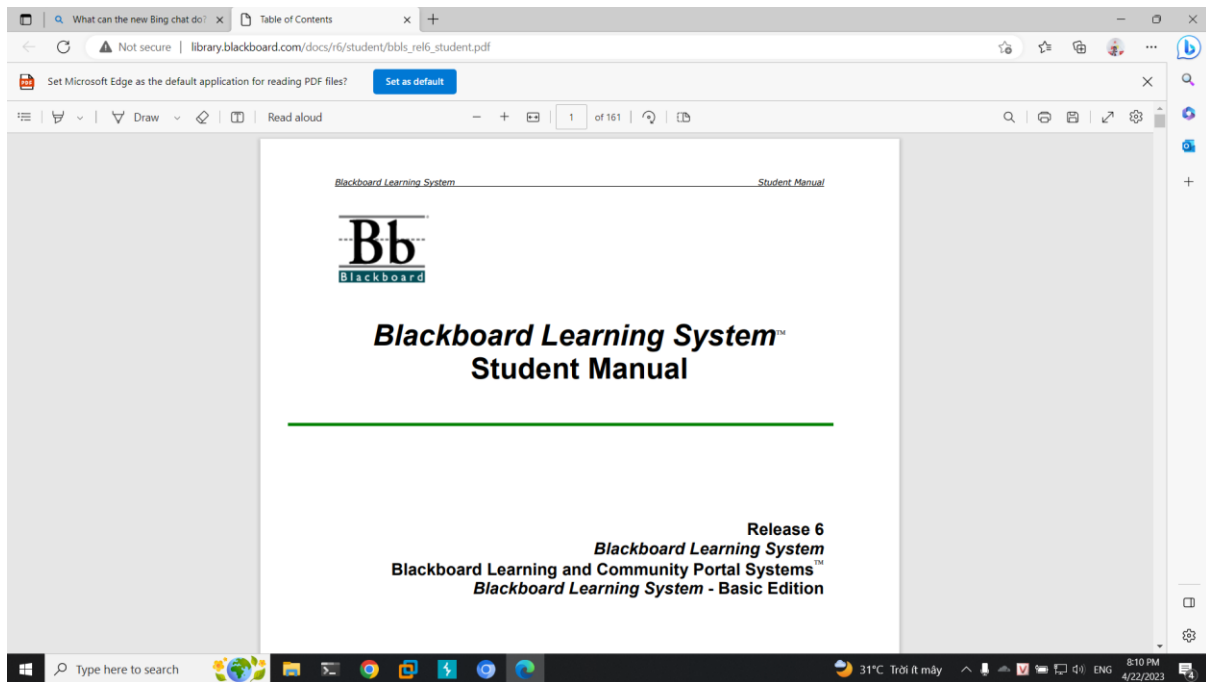 What can the new Bing chat do?
Table of Contents
Not secure
library.blackboard.com/docs/r6/student/bbls_rel6_student.pdf
Set Microsoft Edge as the default application for reading PDF files?
Set as default
Draw
Read aloud
1 of 161
Blackboard Learning System
Student Manual
Bb
Blackboard
Blackboard Learning System™
Student Manual
Release 6
Blackboard Learning System
Blackboard Learning and Community Portal Systems™
Blackboard Learning System - Basic Edition
Type here to search
31°C Trời ít mây
ENG
8:10 PM
4/22/2023